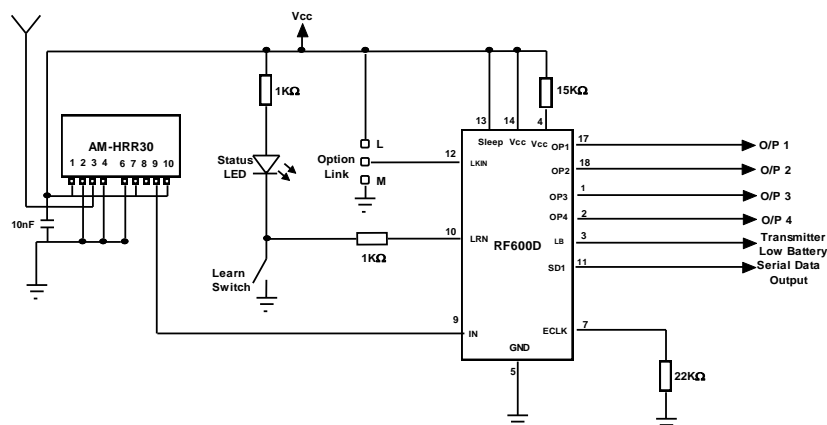 Vcc
1KΩ
15KΩ
13
14
4
AM-HRR30
1 2 3 4 6 7 8 9 10
Sleep
Vcc
Vcc
OP1
17
O/P 1
L
Status
LED
Option
Link
12
LKIN
OP2
18
O/P 2
M
OP3
1
O/P 3
10nF
OP4
2
O/P 4
10
LRN
RF600D
LB
3
Transmitter
Low Battery
1KΩ
SD1
11
Serial Data
Output
Learn
Switch
9
IN
ECLK
7
GND
5
22KΩ